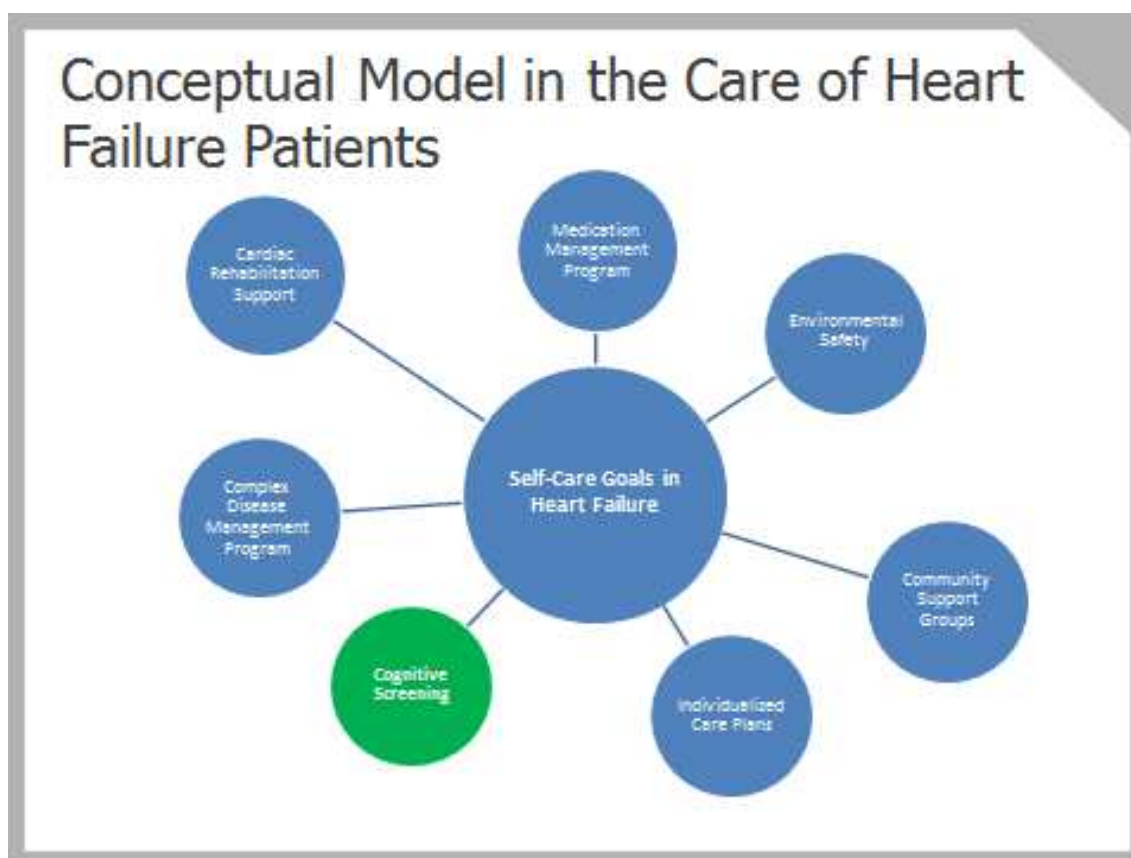 Conceptual Model in the Care of Heart
Failure Patients
Cardiac
Rehabilitation
Support
Medication
Management
Program
Environmental
Safety
Self-Care Goals in
Heart Failure
Complex
Disease
Management
Program
Community
Support
Groups
Cognitive
Screening
Individualized
Care Plans